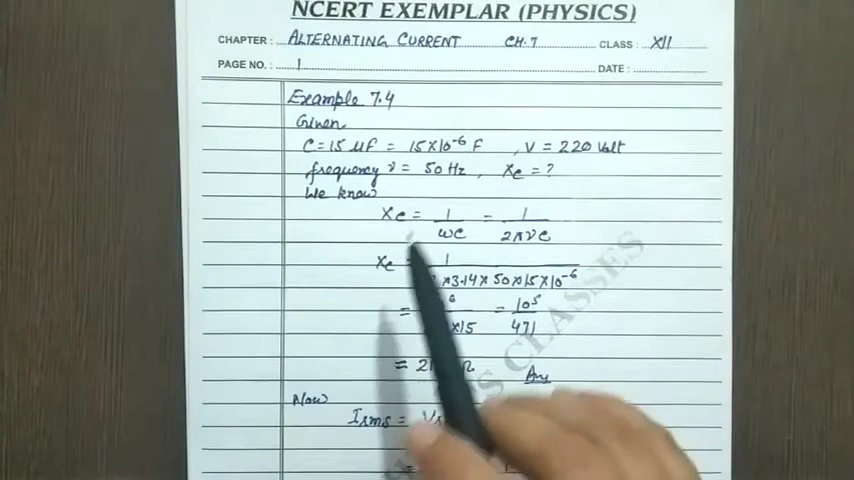 NCERT EXEMPLAR (PHYSICS)
CHAPTER : ALTERNATING CURRENT CH.7 CLASS : XII
PAGE NO. : 1 DATE :
Example 7.4
Given
C = 15 μF = 15×10⁻⁶ F , V = 220 Volt
frequency ν = 50 Hz , Xc = ?
We know
Xc = 1/ωC = 1/2πνC
Xc = 1/ ×3.14×50×15×10⁻⁶
= ×15 = 10⁵/471
= 2 Ω Ans
Now
Irms =
=
CLASSES